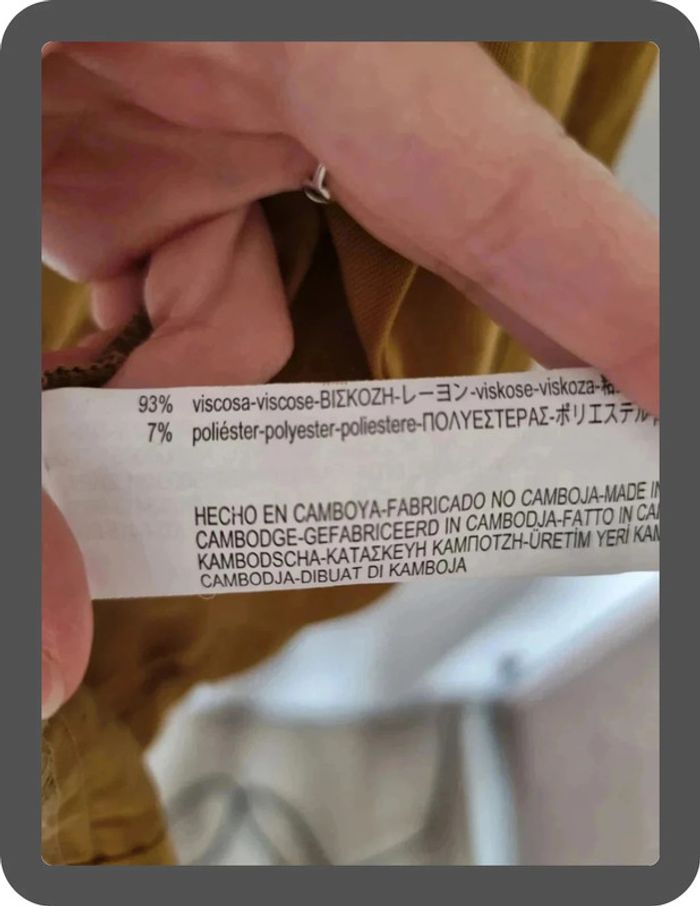 93% viscosa-viscose-ΒΙΣΚΟΖΗ-レーヨン-viskose-viskoza-粘
7% poliéster-polyester-poliestere-ΠΟΛΥΕΣΤΕΡΑΣ-ポリエステル
HECHO EN CAMBOYA-FABRICADO NO CAMBOJA-MADE IN
CAMBODGE-GEFABRICEERD IN CAMBODJA-FATTO IN CAM
KAMBODSCHA-ΚΑΤΑΣΚΕΥΗ ΚΑΜΠΟΤΖΗ-ÜRETİM YERİ KAM
CAMBODJA-DIBUAT DI KAMBOJA